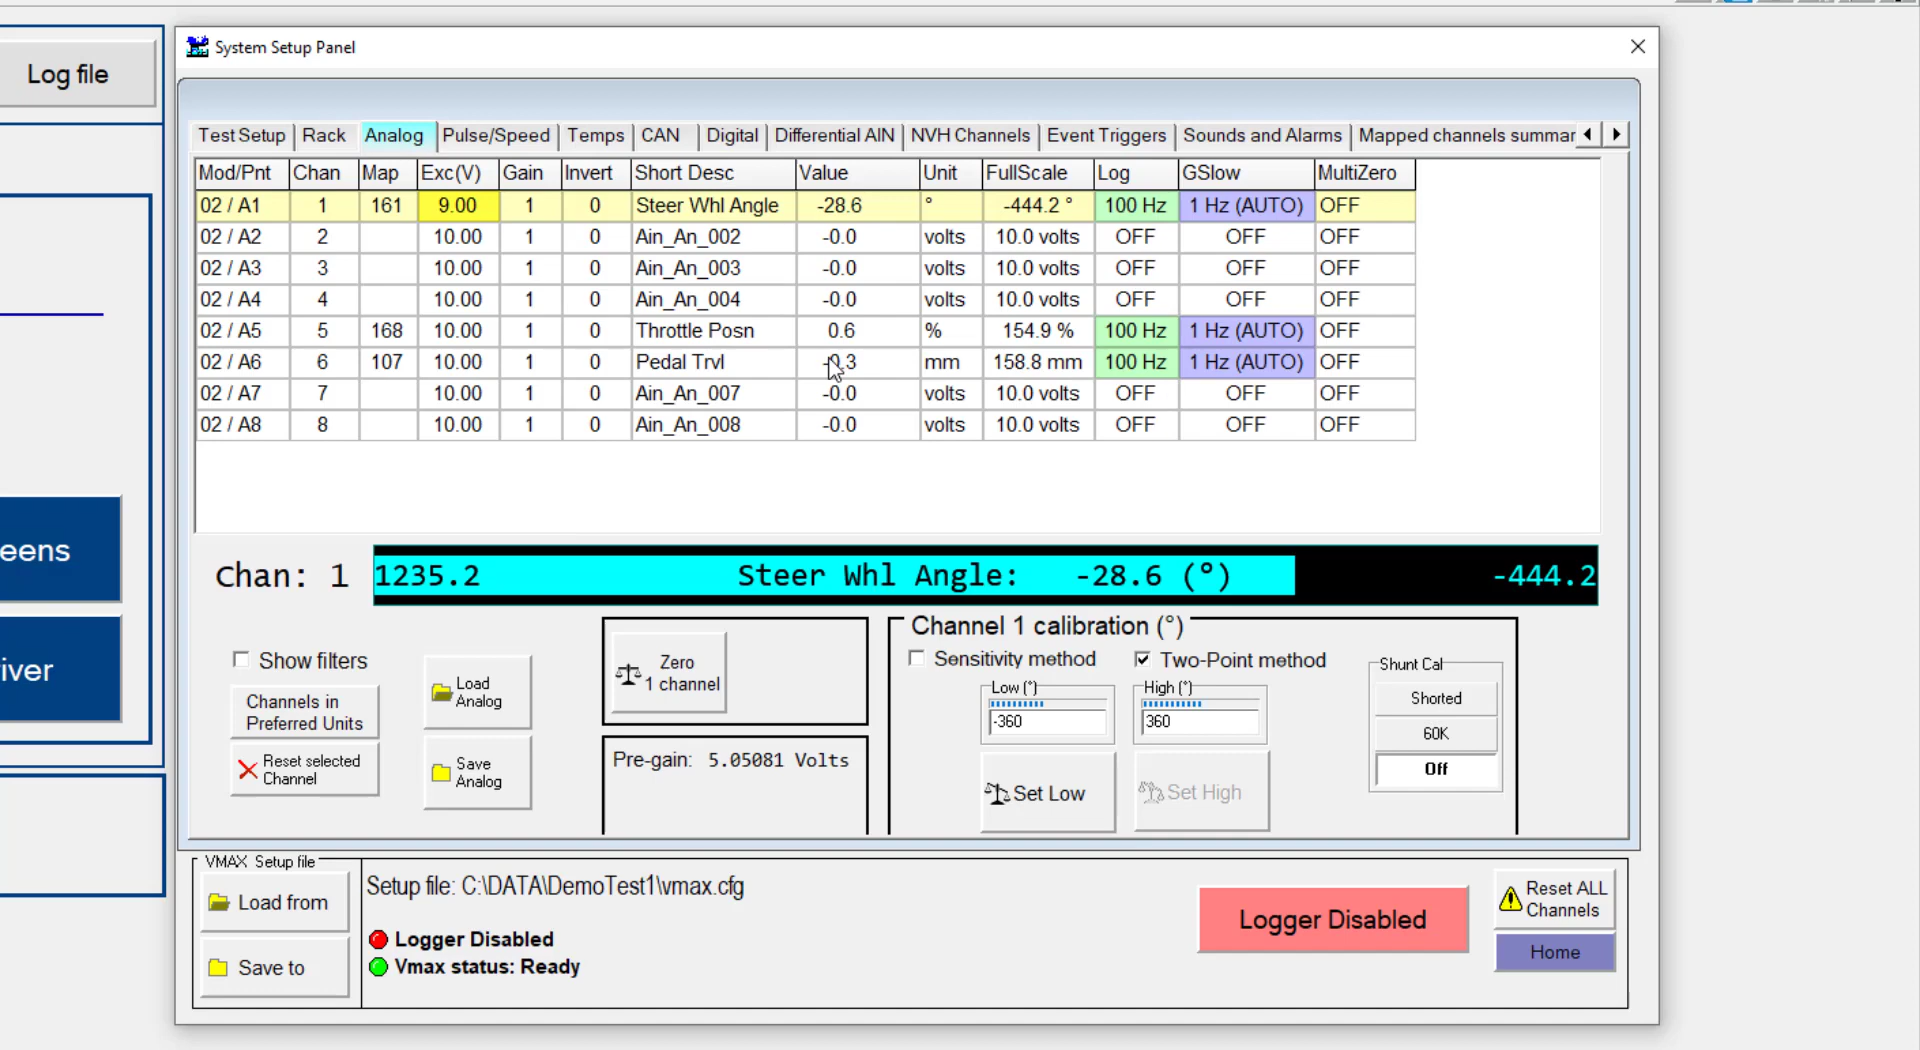 System Setup Panel
Log file
Test Setup Rack Analog Pulse/Speed Temps CAN Digital Differential AIN NVH Channels Event Triggers Sounds and Alarms Mapped channels summar
Mod/Pnt Chan Map Exc(V) Gain Invert Short Desc Value Unit FullScale Log GSlow MultiZero
02 / A1 1 161 9.00 1 0 Steer Whl Angle -28.6 ° -444.2 ° 100 Hz 1 Hz (AUTO) OFF
02 / A2 2 10.00 1 0 Ain_An_002 -0.0 volts 10.0 volts OFF OFF OFF
02 / A3 3 10.00 1 0 Ain_An_003 -0.0 volts 10.0 volts OFF OFF OFF
02 / A4 4 10.00 1 0 Ain_An_004 -0.0 volts 10.0 volts OFF OFF OFF
02 / A5 5 168 10.00 1 0 Throttle Posn 0.6 % 154.9 % 100 Hz 1 Hz (AUTO) OFF
02 / A6 6 107 10.00 1 0 Pedal Trvl -0.3 mm 158.8 mm 100 Hz 1 Hz (AUTO) OFF
02 / A7 7 10.00 1 0 Ain_An_007 -0.0 volts 10.0 volts OFF OFF OFF
02 / A8 8 10.00 1 0 Ain_An_008 -0.0 volts 10.0 volts OFF OFF OFF
eens
iver
Chan: 1 1235.2 Steer Whl Angle: -28.6 (°) -444.2
Show filters
Channels in
Preferred Units
Reset selected
Channel
Load
Analog
Save
Analog
Zero
1 channel
Pre-gain: 5.05081 Volts
Channel 1 calibration (°)
Sensitivity method Two-Point method
Low (°) High (°)
-360 360
Set Low Set High
Shunt Cal
Shorted
60K
Off
VMAX Setup file
Load from
Save to
Setup file: C:\DATA\DemoTest1\vmax.cfg
Logger Disabled
Vmax status: Ready
Logger Disabled
Reset ALL
Channels
Home